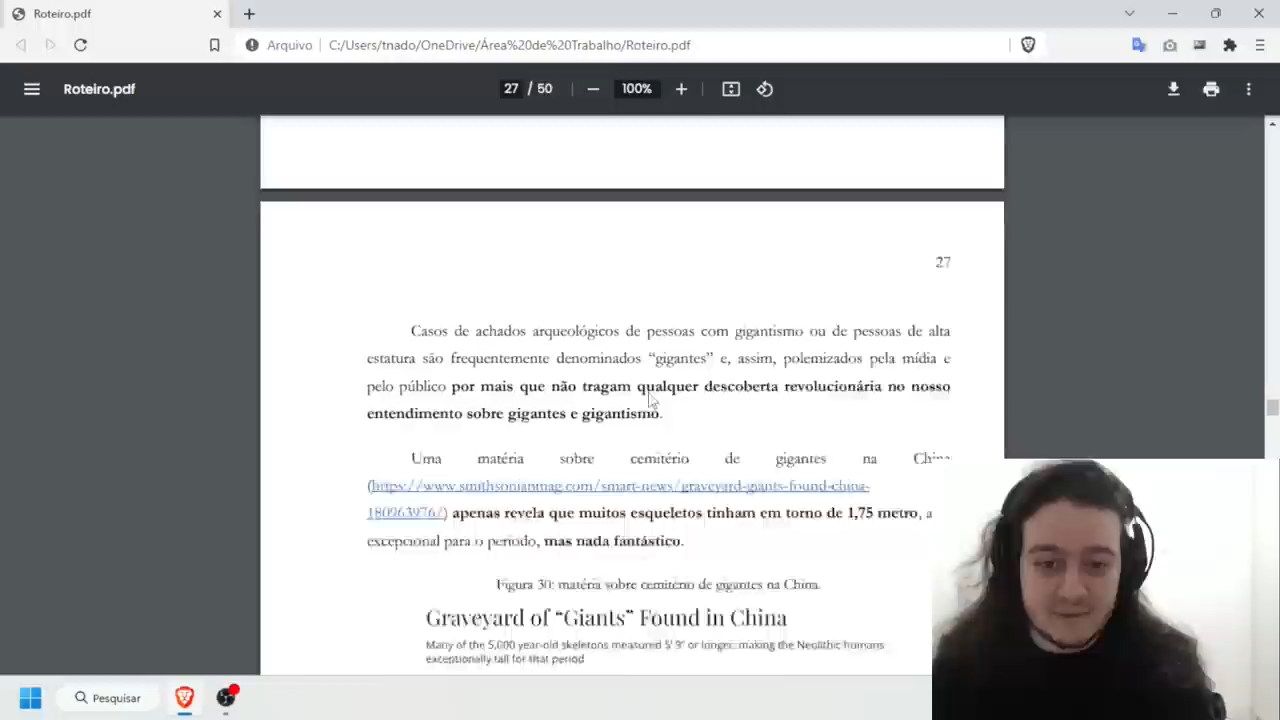 Roteiro.pdf
Arquivo C:/Users/tnado/OneDrive/Área%20de%20Trabalho/Roteiro.pdf
Roteiro.pdf
27 / 50
100%
27
Casos de achados arqueológicos de pessoas com gigantismo ou de pessoas de alta
estatura são frequentemente denominados “gigantes” e, assim, polemizados pela mídia e
pelo público por mais que não tragam qualquer descoberta revolucionária no nosso
entendimento sobre gigantes e gigantismo.
Uma matéria sobre cemitério de gigantes na China
(https://www.smithsonianmag.com/smart-news/graveyard-giants-found-china-
180963976/) apenas revela que muitos esqueletos tinham em torno de 1,75 metro, a
excepcional para o período, mas nada fantástico.
Figura 30: matéria sobre cemitério de gigantes na China.
Graveyard of “Giants” Found in China
Many of the 5,000 year-old skeletons measured 5' 9" or longer, making the Neolithic humans
exceptionally tall for that period
Pesquisar